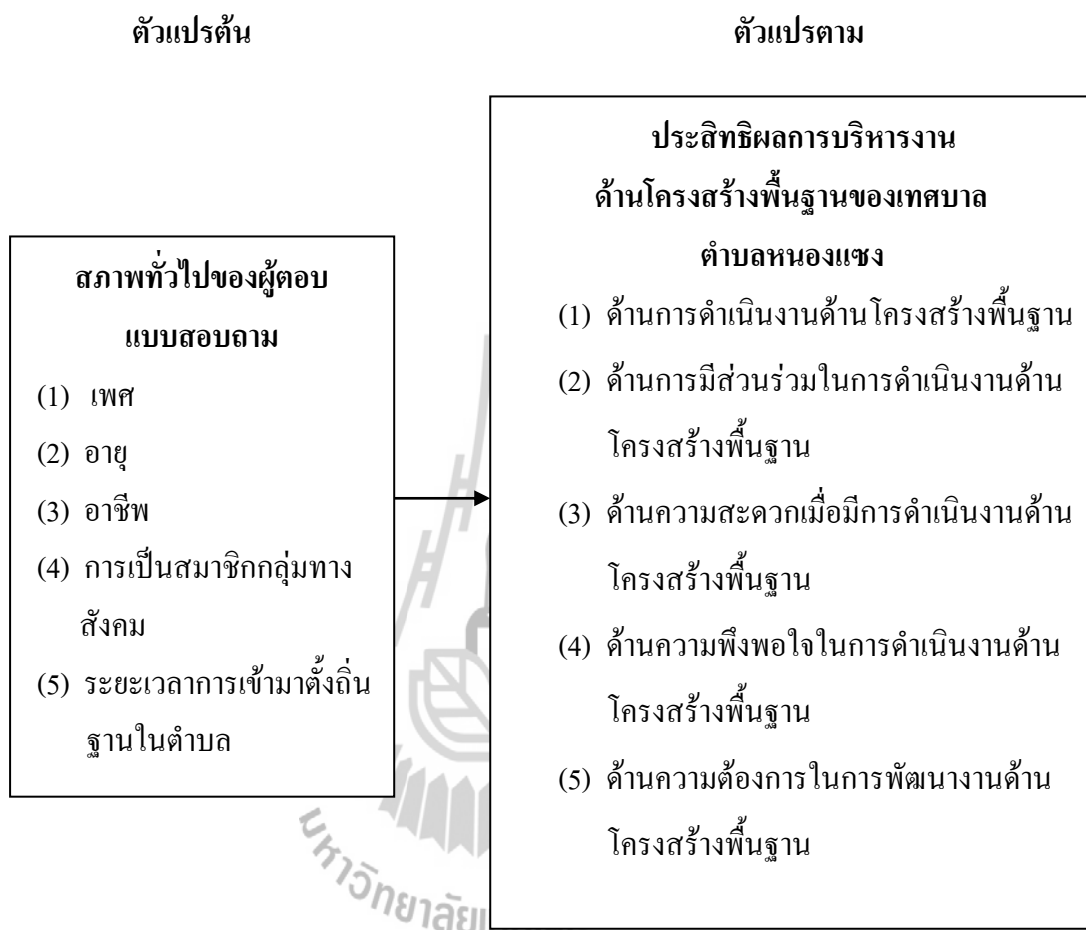 ตัวแปรต้น
ตัวแปรตาม
สภาพทั่วไปของผู้ตอบ
แบบสอบถาม
(1) เพศ
(2) อายุ
(3) อาชีพ
(4) การเป็นสมาชิกกลุ่มทาง
สังคม
(5) ระยะเวลาการเข้ามาตั้งถิ่น
ฐานในตำบล
ประสิทธิผลการบริหารงาน
ด้านโครงสร้างพื้นฐานของเทศบาล
ตำบลหนองแซง
(1) ด้านการดำเนินงานด้านโครงสร้างพื้นฐาน
(2) ด้านการมีส่วนร่วมในการดำเนินงานด้าน
โครงสร้างพื้นฐาน
(3) ด้านความสะดวกเมื่อมีการดำเนินงานด้าน
โครงสร้างพื้นฐาน
(4) ด้านความพึงพอใจในการดำเนินงานด้าน
โครงสร้างพื้นฐาน
(5) ด้านความต้องการในการพัฒนางานด้าน
โครงสร้างพื้นฐาน
มหาวิทยาลัย